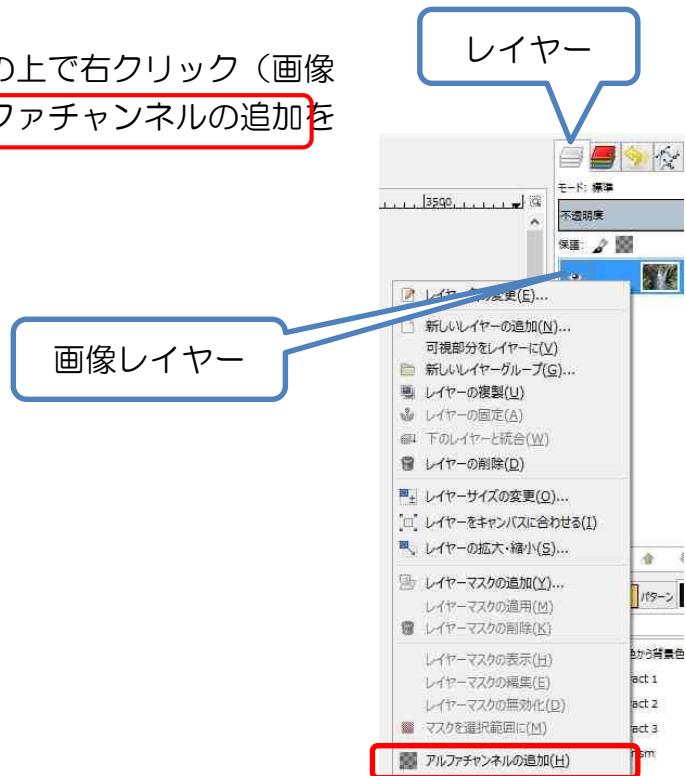 の上で右クリック（画像
ファチャンネルの追加を
レイヤー
画像レイヤー
3500
モード: 標準
不透明度
保護:
の変更(E)...
新しいレイヤーの追加(N)...
可視部分をレイヤーに(V)
新しいレイヤーグループ(G)...
レイヤーの複製(U)
レイヤーの固定(A)
下のレイヤーと統合(W)
レイヤーの削除(D)
レイヤーサイズの変更(O)...
レイヤーをキャンバスに合わせる(I)
レイヤーの拡大・縮小(S)...
レイヤーマスクの追加(Y)...
レイヤーマスクの適用(M)
レイヤーマスクの削除(K)
レイヤーマスクの表示(H)
レイヤーマスクの編集(E)
レイヤーマスクの無効化(D)
マスクを選択範囲に(M)
アルファチャンネルの追加(H)
パターン
から背景色
act 1
act 2
act 3